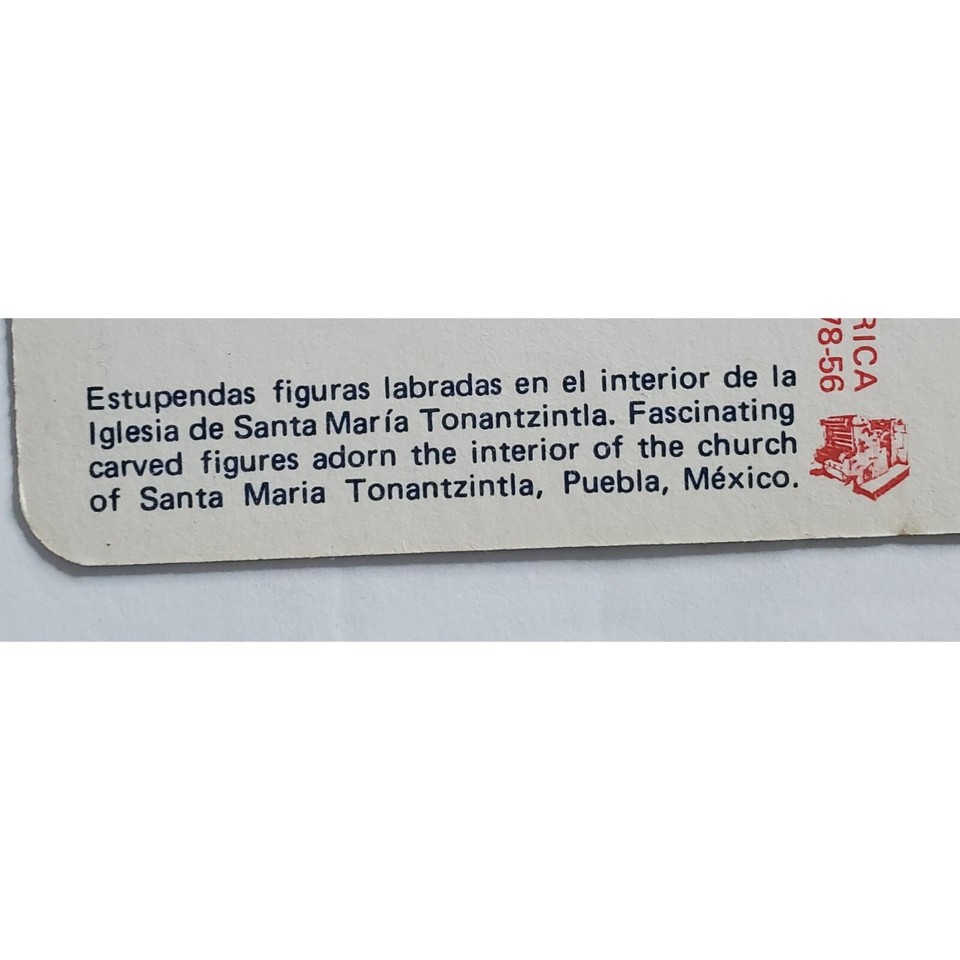 Estupendas figuras labradas en el interior de la
Iglesia de Santa María Tonantzintla. Fascinating
carved figures adorn the interior of the church
of Santa Maria Tonantzintla, Puebla, México.
RICA
78-56